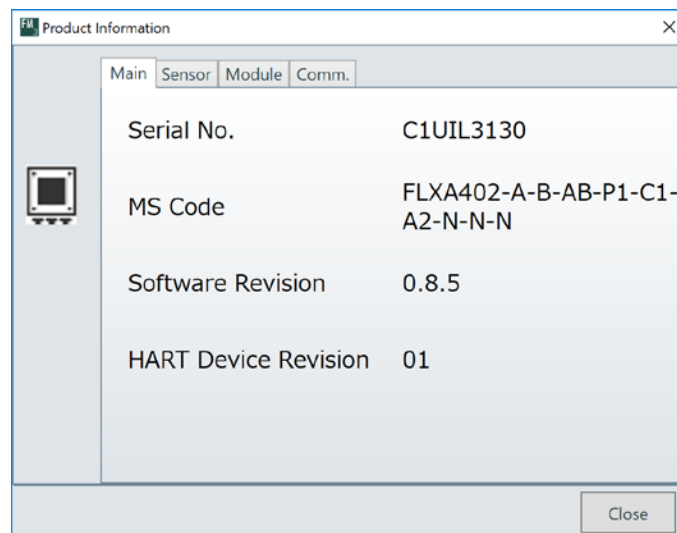 FM Product Information
Main Sensor Module Comm.
Serial No. C1UIL3130
MS Code FLXA402-A-B-AB-P1-C1-
A2-N-N-N
Software Revision 0.8.5
HART Device Revision 01
Close